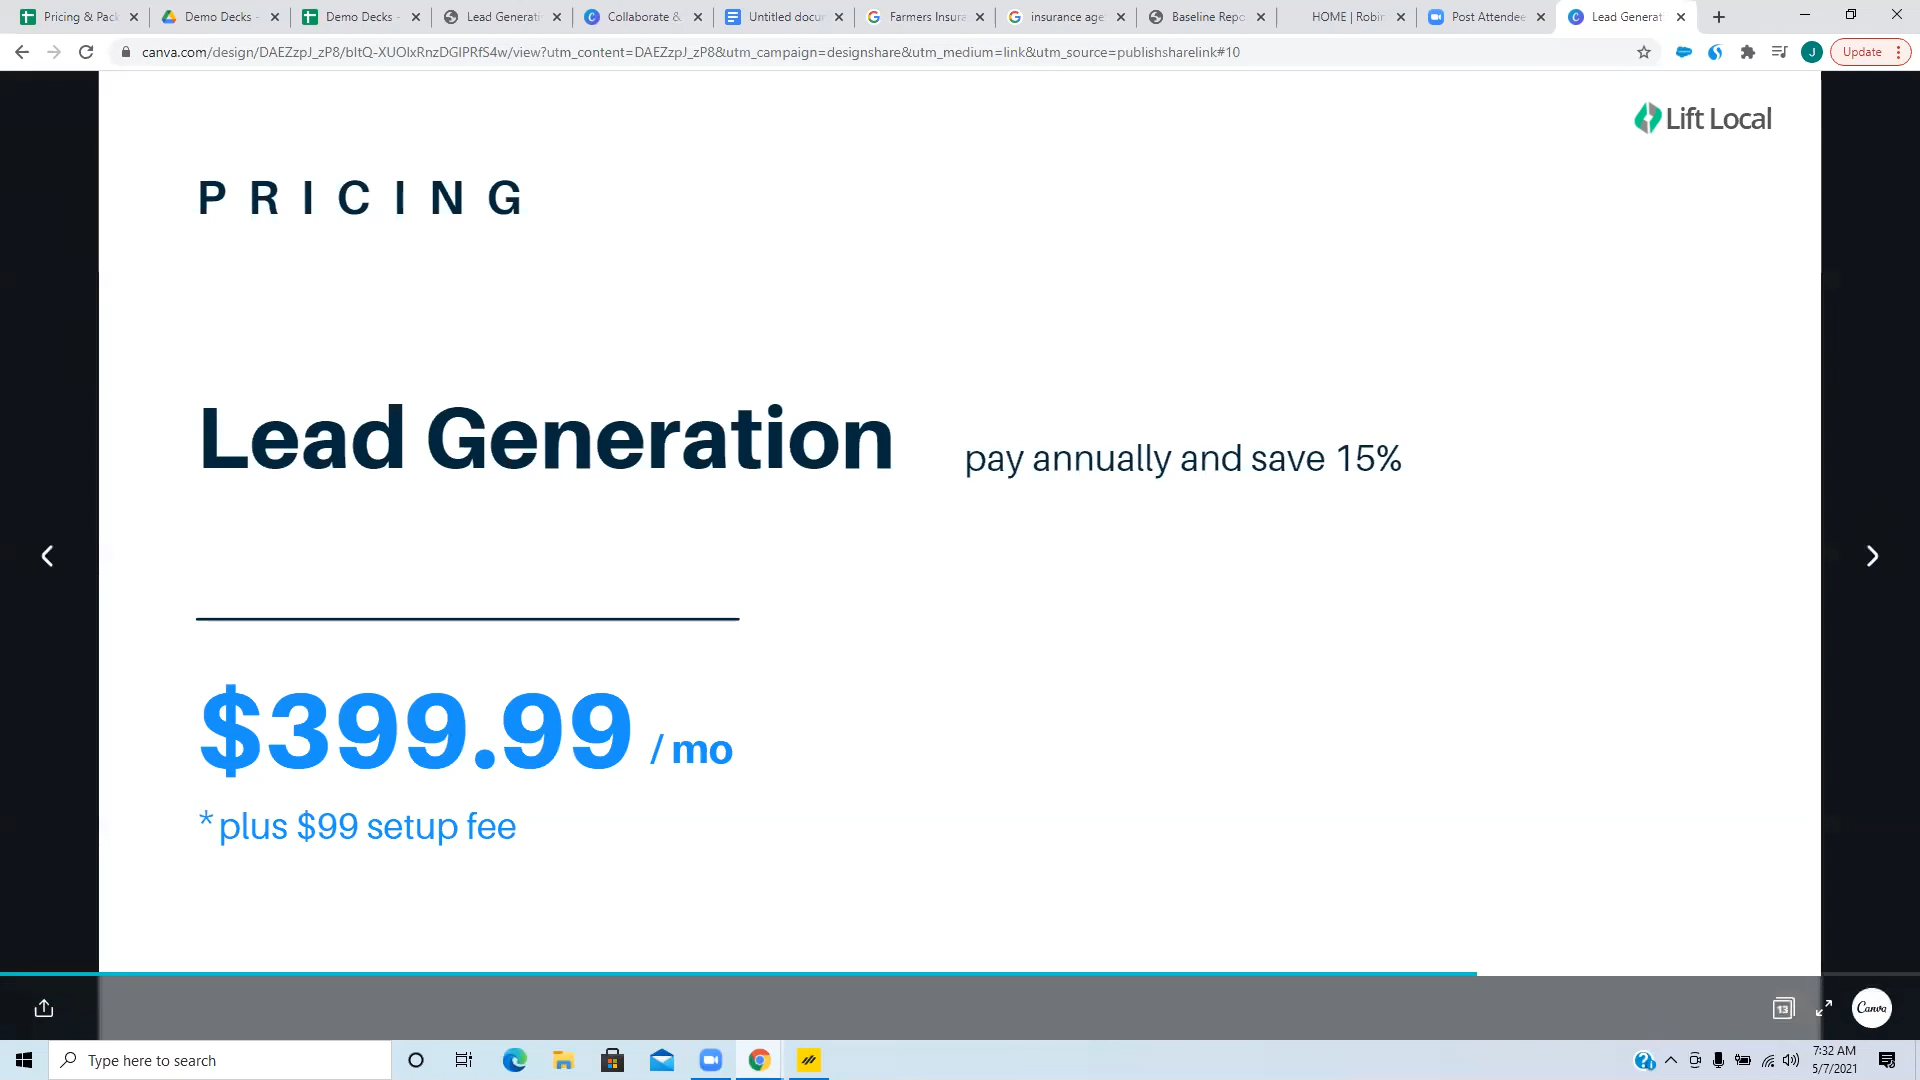 Pricing & Pack
Demo Decks -
Demo Decks -
Lead Generati
Collaborate &
Untitled docu
Farmers Insura
insurance age
Baseline Repo
HOME | Robin
Post Attendee
Lead Generat
canva.com/design/DAEZzpJ_zP8/bItQ-XUOlxRnzDGIPRfS4w/view?utm_content=DAEZzpJ_zP8&utm_campaign=designshare&utm_medium=link&utm_source=publishsharelink#10
J
Update
Lift Local
PRICING
Lead Generation
pay annually and save 15%
$399.99 / mo
*plus $99 setup fee
13
Canva
Type here to search
7:32 AM
5/7/2021